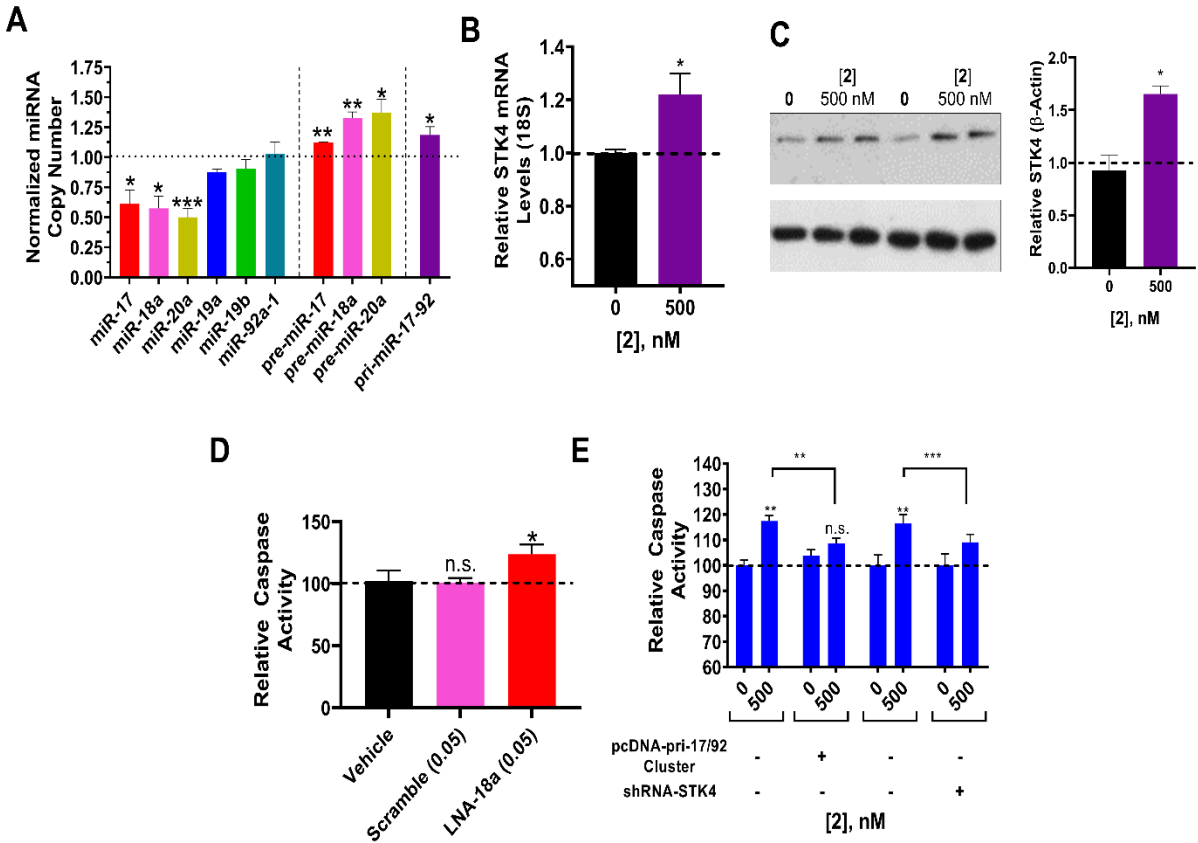 A
Normalized miRNA
Copy Number
1.75
1.50
1.25
1.00
0.75
0.50
0.25
0.00
*
*
***
**
**
*
*
miR-17
miR-18a
miR-20a
miR-19a
miR-19b
miR-92a-1
pre-miR-17
pre-miR-18a
pre-miR-20a
pri-miR-17-92
B
Relative STK4 mRNA
Levels (18S)
1.4
1.2
1.0
0.8
0.6
*
0
500
[2], nM
C
[2]
[2]
0
500 nM
0
500 nM
Relative STK4 (β-Actin)
2.0
1.5
1.0
0.5
0.0
*
0
500
[2], nM
D
Relative Caspase
Activity
150
100
50
0
n.s.
*
Vehicle
Scramble (0.05)
LNA-18a (0.05)
E
Relative Caspase
Activity
140
130
120
110
100
90
80
70
60
**
***
**
n.s.
**
0
500
0
500
0
500
0
500
pcDNA-pri-17/92
Cluster
- + - -
shRNA-STK4
- - - +
[2], nM